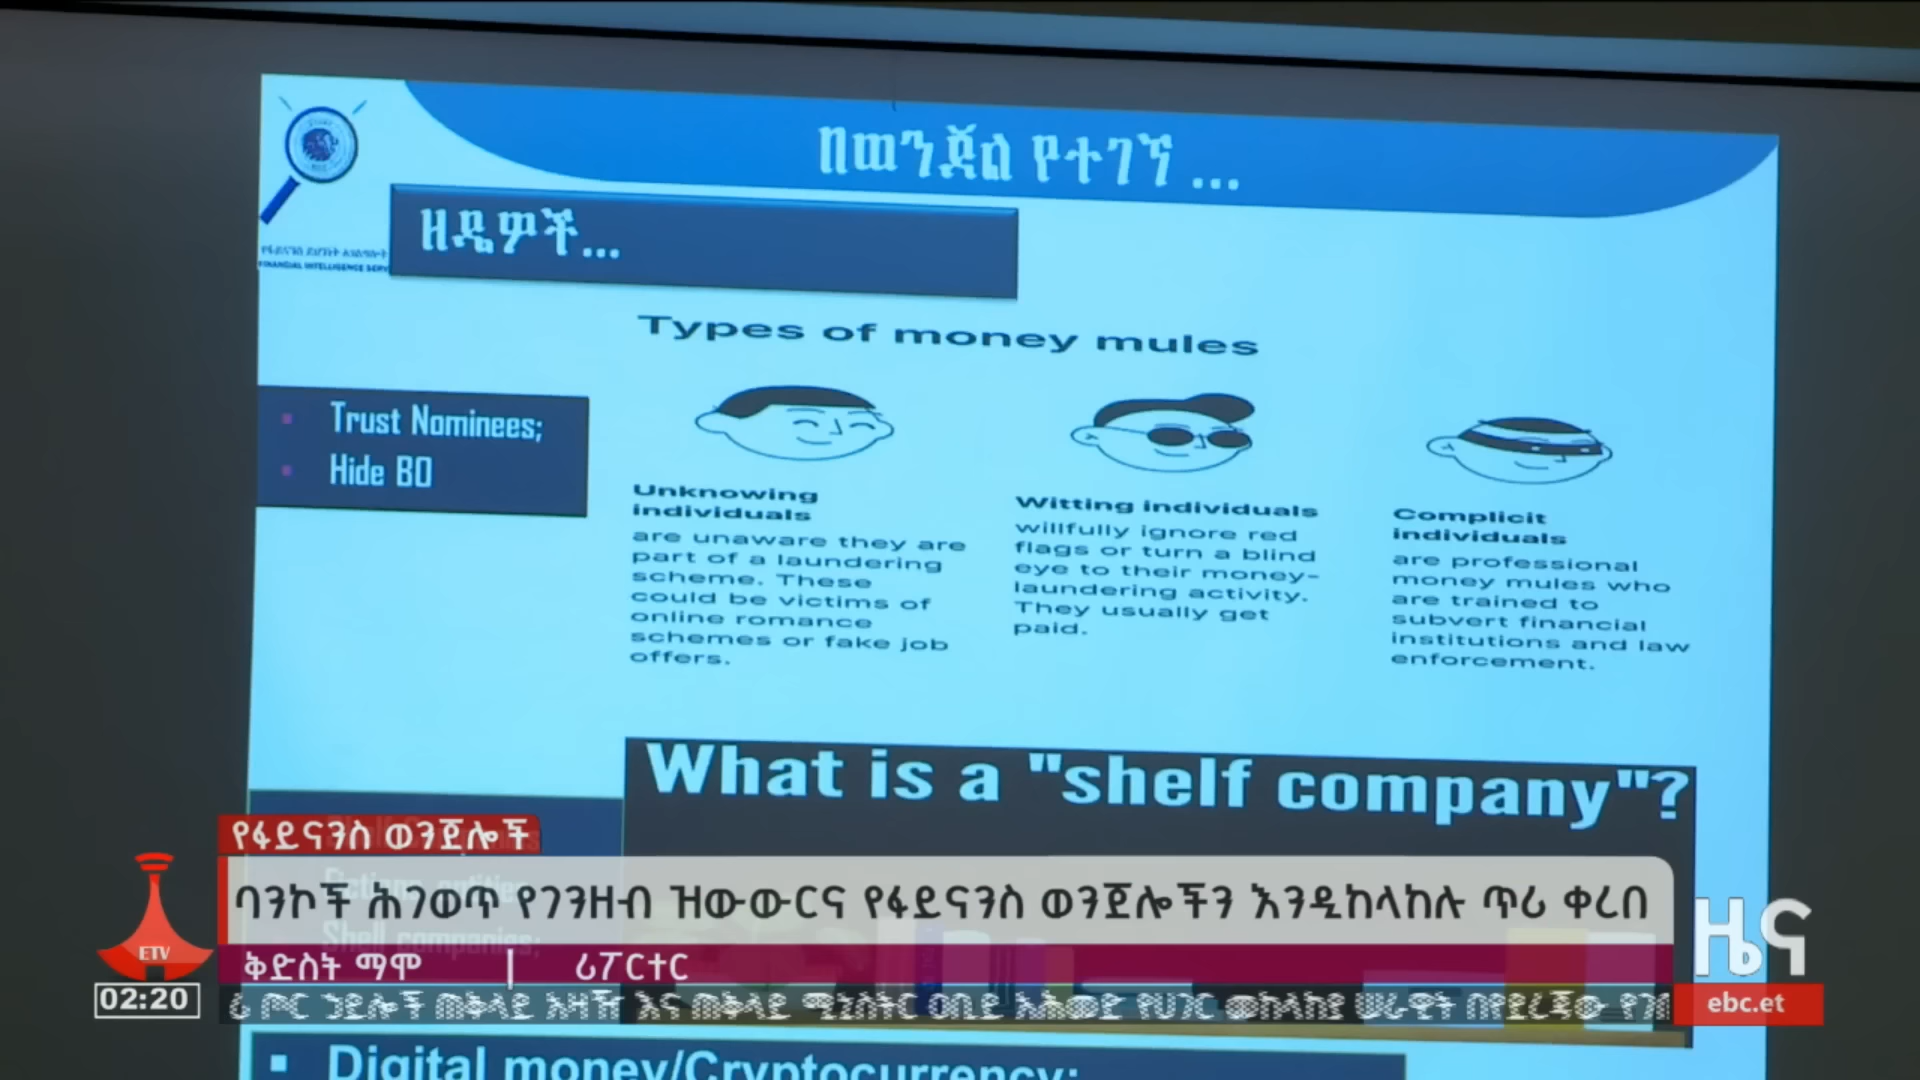 በወንጀል የተገኘ ...
ዘዴዎች...
FINANCIAL INTELLIGENCE
Types of money mules
Trust Nominees;
Hide BO
Unknowing
individuals
are unaware they are
part of a laundering
scheme. These
could be victims of
online romance
schemes or fake job
offers.
Witting individuals
willfully ignore red
flags or turn a blind
eye to their money-
laundering activity.
They usually get
paid.
Complicit
individuals
are professional
money mules who
are trained to
subvert financial
institutions and law
enforcement.
What is a "shelf company"?
የፋይናንስ ወንጀሎች
ባንኮች ሕገወጥ የገንዘብ ዝውውርና የፋይናንስ ወንጀሎችን እንዲከላከሉ ጥሪ ቀረበ
Shell companies;
ቅድስት ማሞ | ሪፖርተር
ETV
02:20
ዜና
ebc.et
Digital money/Cryptocurrency;